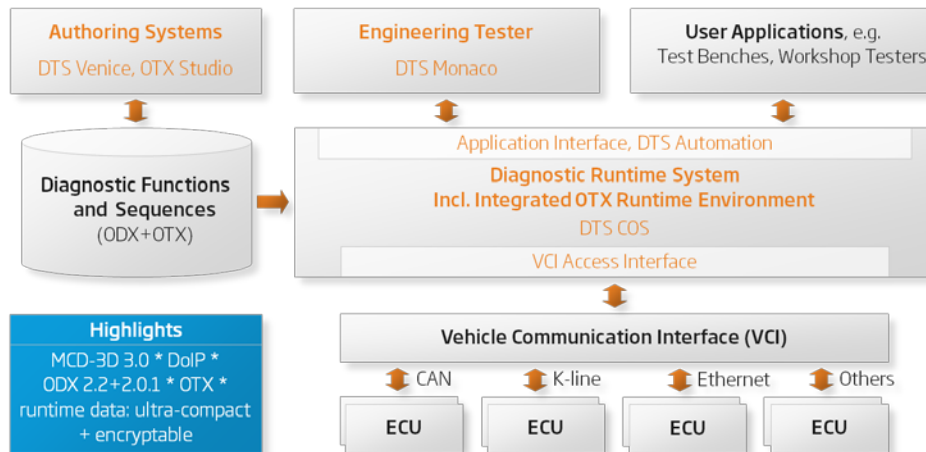 Authoring Systems
DTS Venice, OTX Studio
Engineering Tester
DTS Monaco
User Applications, e.g.
Test Benches, Workshop Testers
Diagnostic Functions
and Sequences
(ODX+OTX)
Application Interface, DTS Automation
Diagnostic Runtime System
Incl. Integrated OTX Runtime Environment
DTS COS
VCI Access Interface
Highlights
MCD-3D 3.0 * DoIP *
ODX 2.2+2.0.1 * OTX *
runtime data: ultra-compact
+ encryptable
Vehicle Communication Interface (VCI)
CAN
K-line
Ethernet
Others
ECU
ECU
ECU
ECU